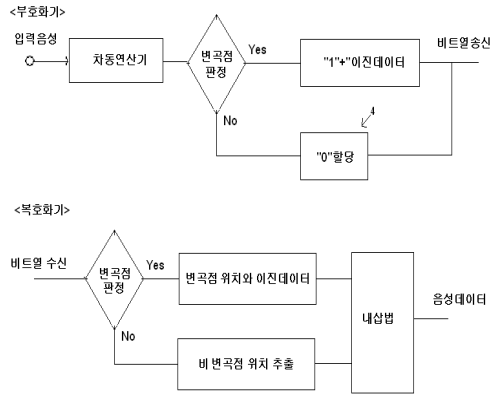 <부호화기>
입력음성
차동연산기
변곡점
판정
Yes
"1"+"이진데이터
비트열송신
No
4
"0"할당
<복호화기>
비트열 수신
변곡점
판정
Yes
변곡점 위치와 이진데이터
내삽법
음성데이터
No
비 변곡점 위치 추출